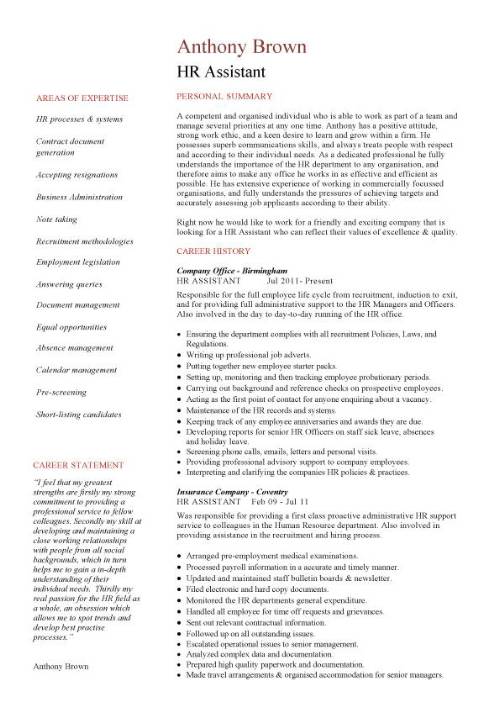 Anthony Brown
HR Assistant
AREAS OF EXPERTISE
HR processes & systems
Contract document
generation
Accepting resignations
Business Administration
Note taking
Recruitment methodologies
Employment legislation
Answering queries
Document management
Equal opportunities
Absence management
Calendar management
Pre-screening
Short-listing candidates
CAREER STATEMENT
“I feel that my greatest
strengths are firstly my strong
commitment to providing a
professional service to fellow
colleagues. Secondly my skill at
developing and maintaining a
close working relationships
with people from all social
backgrounds, which in turn
helps me to gain a in-depth
understanding of their
individual needs. Thirdly my
real passion for the HR field as
a whole, an obsession which
allows me to spot trends and
develop best practise
processes.”
Anthony Brown
PERSONAL SUMMARY
A competent and organised individual who is able to work as part of a team and
manage several priorities at any one time. Anthony has a positive attitude,
strong work ethic, and a keen desire to learn and grow within a firm. He
possesses superb communications skills, and always treats people with respect
and according to their individual needs. As a dedicated professional he fully
understands the importance of the HR department to any organisation, and
therefore aims to make any office he works in as effective and efficient as
possible. He has extensive experience of working in commercially focussed
organisations, and fully understands the pressures of achieving targets and
accurately assessing job applicants according to their ability.
Right now he would like to work for a friendly and exciting company that is
looking for a HR Assistant who can reflect their values of excellence & quality.
CAREER HISTORY
Company Office - Birmingham
HR ASSISTANT Jul 2011- Present
Responsible for the full employee life cycle from recruitment, induction to exit,
and for providing full administrative support to the HR Managers and Officers.
Also involved in the day to day-to-day running of the HR office.
• Ensuring the department complies with all recruitment Policies, Laws, and
Regulations.
• Writing up professional job adverts.
• Putting together new employee starter packs.
• Setting up, monitoring and then tracking employee probationary periods.
• Carrying out background and reference checks on prospective employees.
• Acting as the first point of contact for anyone enquiring about a vacancy.
• Maintenance of the HR records and systems
• Keeping track of any employee anniversaries and awards they are due.
• Developing reports for senior HR Officers on staff sick leave, absences
and holiday leave.
• Screening phone calls, emails, letters and personal visits.
• Providing professional advisory support to company employees.
• Interpreting and clarifying the companies HR policies & practices.
Insurance Company - Coventry
HR ASSISTANT Feb 09 - Jul 11
Was responsible for providing a first class proactive administrative HR support
service to colleagues in the Human Resource department. Also involved in
providing assistance in the recruitment and hiring process.
• Arranged pre-employment medical examinations.
• Processed payroll information in a accurate and timely manner.
• Updated and maintained staff bulletin boards & newsletter.
• Filed electronic and hard copy documents.
• Monitored the HR departments general expenditure.
• Handled all employee for time off requests and grievances.
• Sent out relevant contractual information.
• Followed up on all outstanding issues.
• Escalated operational issues to senior management.
• Analyzed complex data and documentation.
• Prepared high quality paperwork and documentation.
• Made travel arrangements & organised accommodation for senior managers.